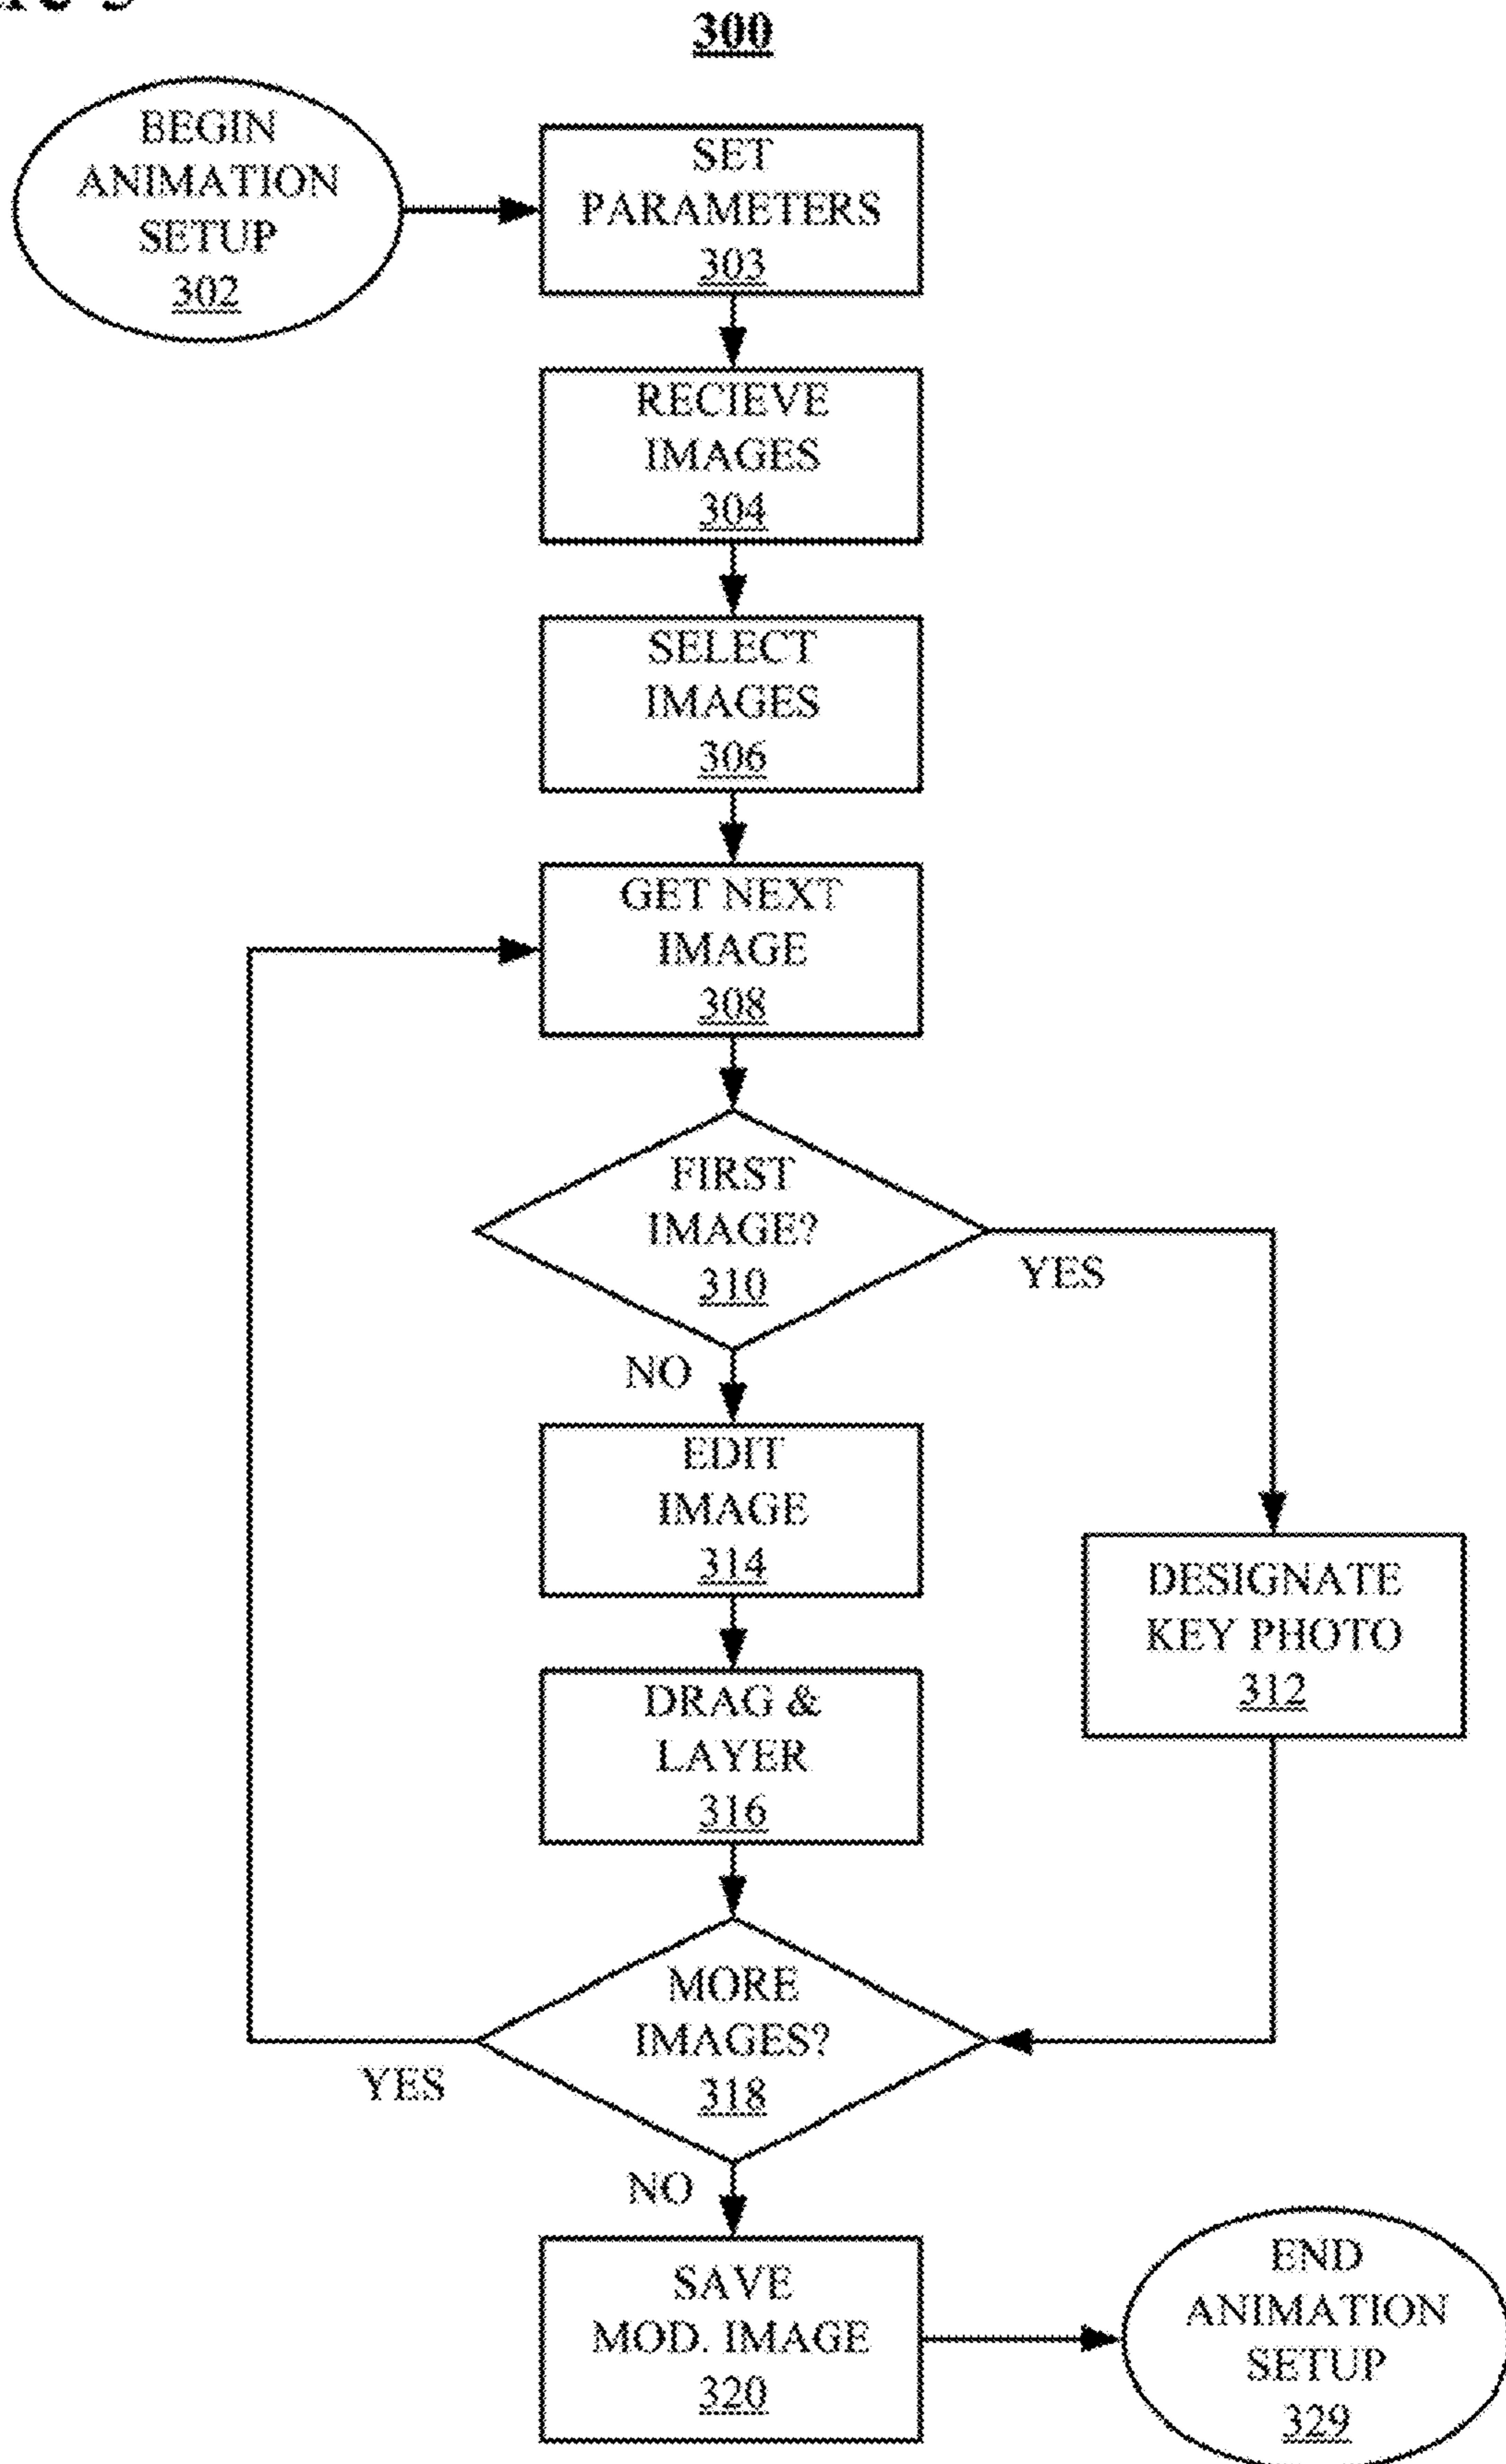 300
BEGIN
ANIMATION
SETUP
302
SET
PARAMETERS
303
RECIEVE
IMAGES
304
SELECT
IMAGES
306
GET NEXT
IMAGE
308
FIRST
IMAGE?
310
YES
NO
EDIT
IMAGE
314
DESIGNATE
KEY PHOTO
312
DRAG &
LAYER
316
MORE
IMAGES?
318
YES
NO
SAVE
MOD. IMAGE
320
END
ANIMATION
SETUP
329